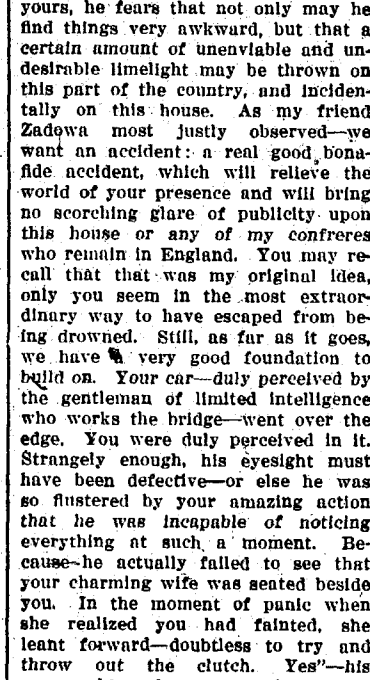 yours, he fears that not only may he
find things very awkward, but that a
certain amount of unenviable and un-
desirable limelight may be thrown on
this part of the country, and inciden-
tally on this house. As my friend
Zadowa most justly observed—we
want an accident: a real good, bona-
fide accident, which will relieve the
world of your presence and will bring
no scorching glare of publicity upon
this house or any of my confreres
who remain in England. You may re-
call that that was my original idea,
only you seem in the most extraor-
dinary way to have escaped from be-
ing drowned. Still, as far as it goes,
we have a very good foundation to
build on. Your car—duly perceived by
the gentleman of limited intelligence
who works the bridge—went over the
edge. You were duly perceived in it.
Strangely enough, his eyesight must
have been defective—or else he was
so flustered by your amazing action
that he was incapable of noticing
everything at such a moment. Be-
cause—he actually failed to see that
your charming wife was seated beside
you. In the moment of panic when
she realized you had fainted, she
leant forward—doubtless to try and
throw out the clutch. Yes"—his